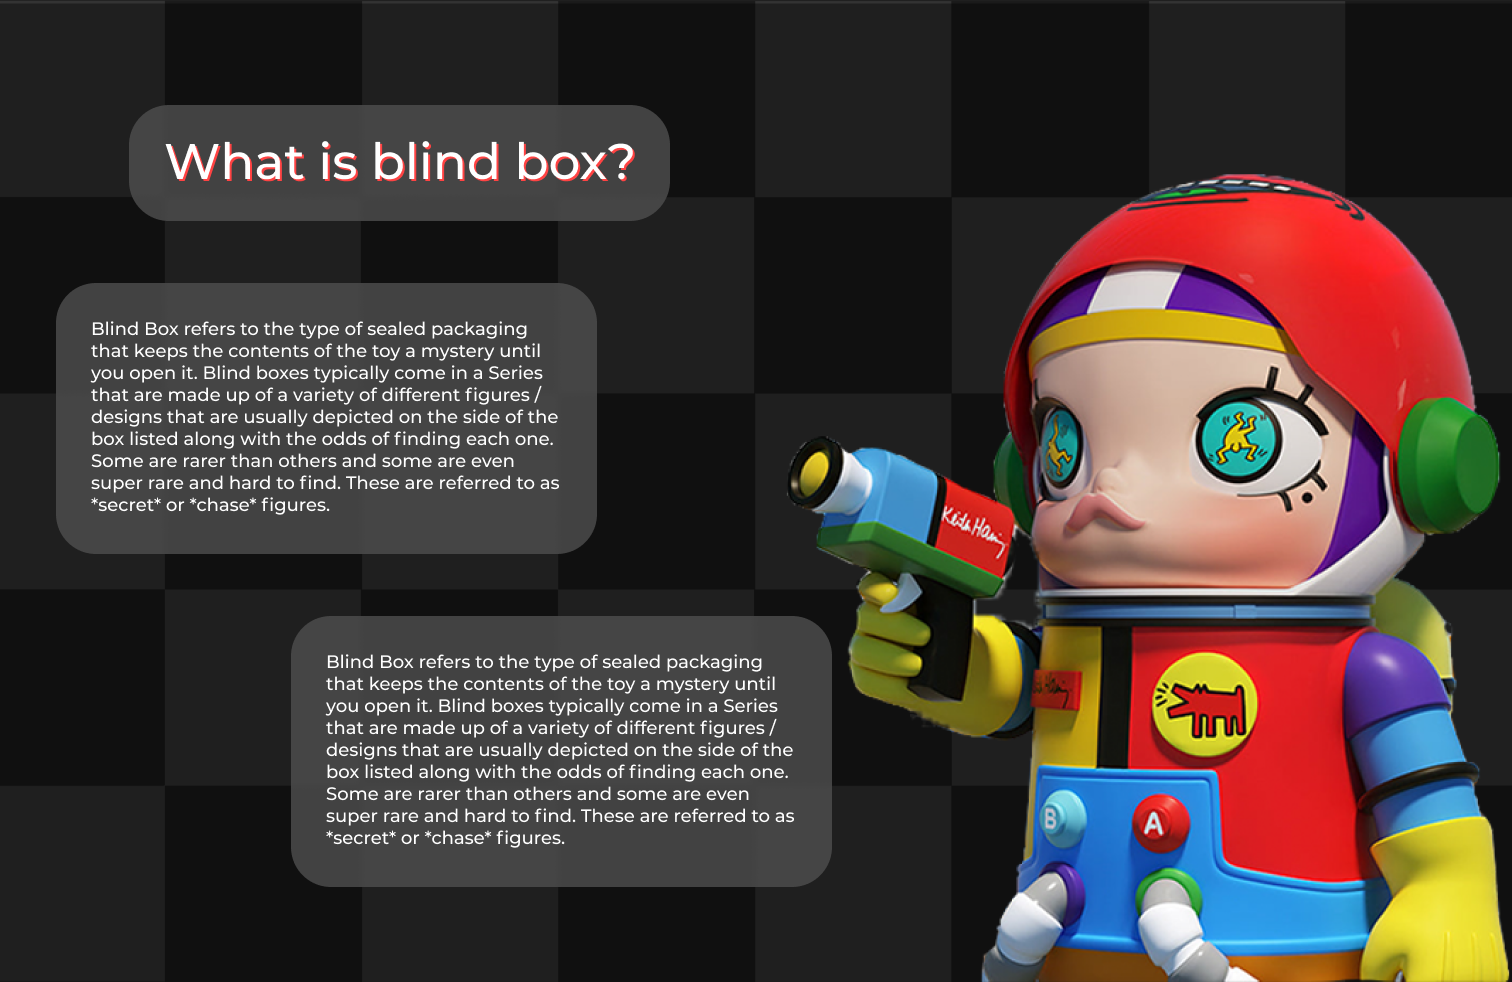 What is blind box?
Blind Box refers to the type of sealed packaging
that keeps the contents of the toy a mystery until
you open it. Blind boxes typically come in a Series
that are made up of a variety of different figures /
designs that are usually depicted on the side of the
box listed along with the odds of finding each one.
Some are rarer than others and some are even
super rare and hard to find. These are referred to as
*secret* or *chase* figures.
Keith Haring
Blind Box refers to the type of sealed packaging
that keeps the contents of the toy a mystery until
you open it. Blind boxes typically come in a Series
that are made up of a variety of different figures /
designs that are usually depicted on the side of the
box listed along with the odds of finding each one.
Some are rarer than others and some are even
super rare and hard to find. These are referred to as
*secret* or *chase* figures.
B
A